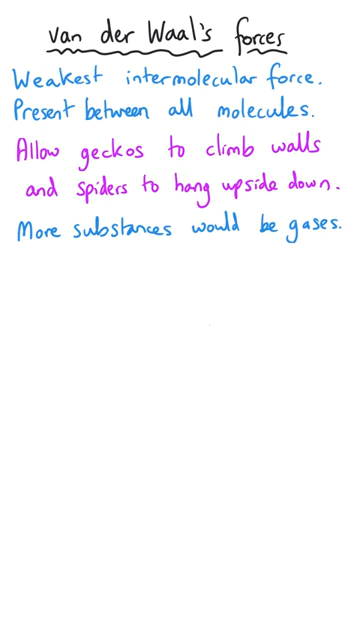 van der Waal's forces
Weakest intermolecular force.
Present between all molecules.
Allow geckos to climb walls
and spiders to hang upside down.
More substances would be gases.